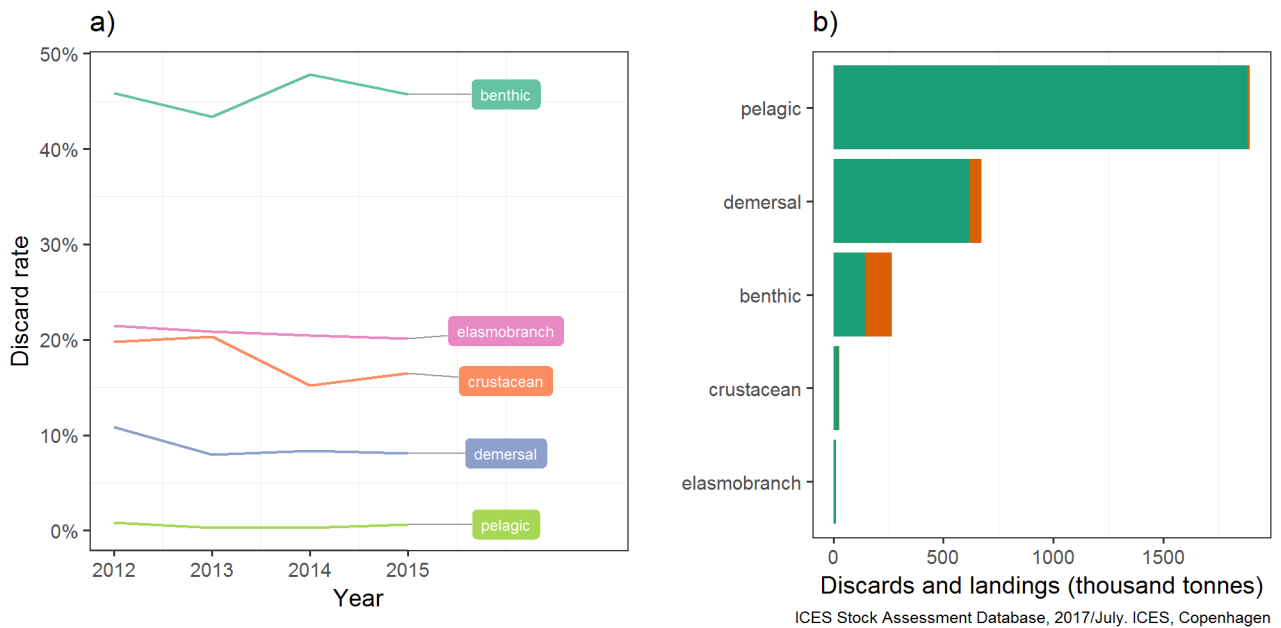 a)
50%
40%
30%
20%
10%
0%
Discard rate
benthic
elasmobranch
crustacean
demersal
pelagic
2012 2013 2014 2015
Year
b)
pelagic
demersal
benthic
crustacean
elasmobranch
0 500 1000 1500
Discards and landings (thousand tonnes)
ICES Stock Assessment Database, 2017/July. ICES, Copenhagen